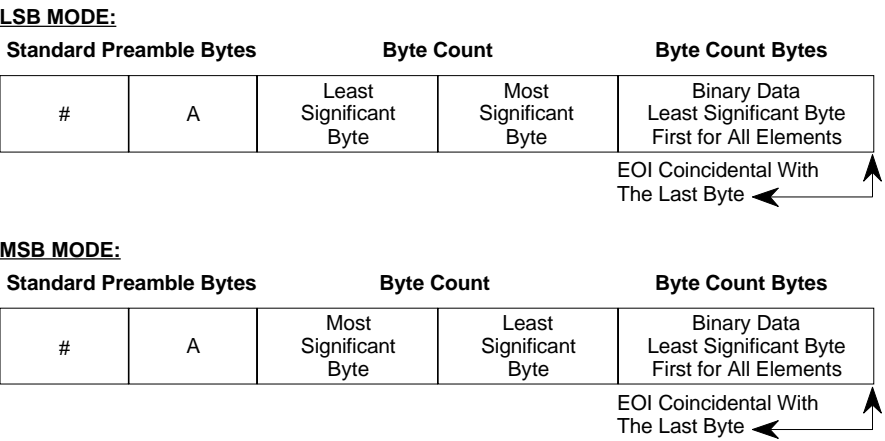 LSB MODE:
Standard Preamble Bytes Byte Count Byte Count Bytes
# A
Least
Significant
Byte
Most
Significant
Byte
Binary Data
Least Significant Byte
First for All Elements
EOI Coincidental With
The Last Byte
MSB MODE:
Standard Preamble Bytes Byte Count Byte Count Bytes
# A
Most
Significant
Byte
Least
Significant
Byte
Binary Data
Least Significant Byte
First for All Elements
EOI Coincidental With
The Last Byte